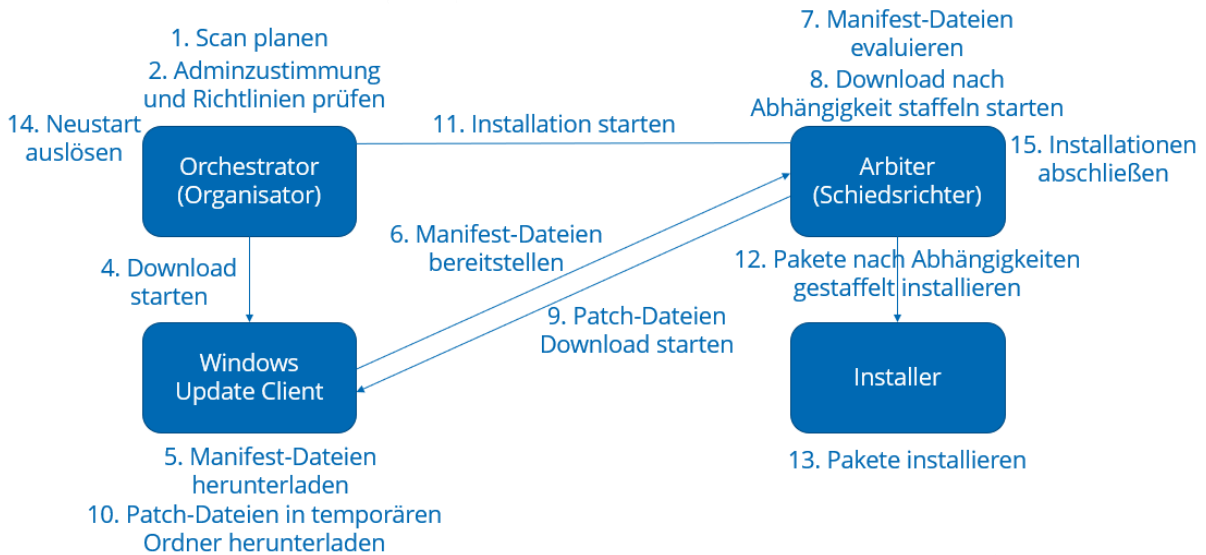 1. Scan planen
2. Adminzustimmung
und Richtlinien prüfen
14. Neustart
auslösen
Orchestrator
(Organisator)
11. Installation starten
7. Manifest-Dateien
evaluieren
8. Download nach
Abhängigkeit staffeln starten
Arbiter
(Schiedsrichter)
15. Installationen
abschließen
4. Download
starten
6. Manifest-Dateien
bereitstellen
12. Pakete nach Abhängigkeiten
gestaffelt installieren
9. Patch-Dateien
Download starten
Windows
Update Client
Installer
5. Manifest-Dateien
herunterladen
10. Patch-Dateien in temporären
Ordner herunterladen
13. Pakete installieren